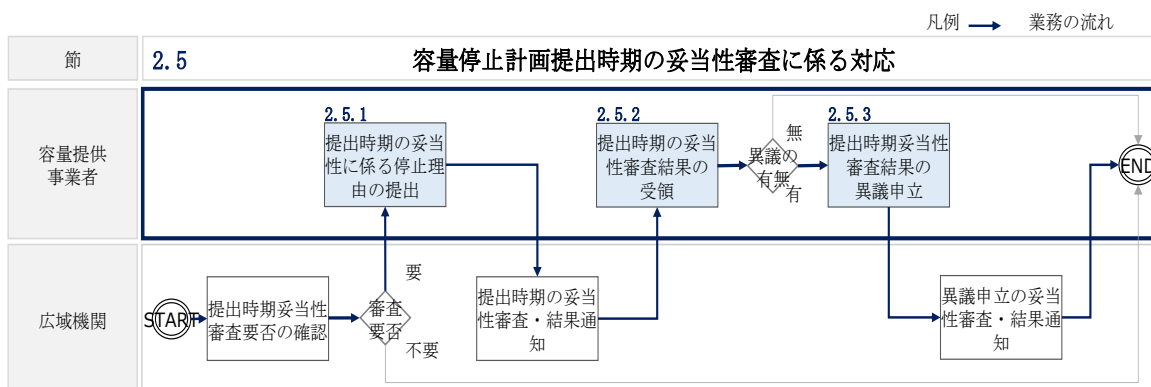 凡例 業務の流れ
節 2.5 容量停止計画提出時期の妥当性審査に係る対応
容量提供
事業者
2.5.1
提出時期の妥当
性に係る停止理
由の提出
2.5.2
提出時期の妥当
性審査結果の
受領
異議の
有無
無
有
2.5.3
提出時期妥当性
審査結果の
異議申立
END
広域機関
START
提出時期妥当性
審査要否の確認
審査
要否
要
不要
提出時期の妥当
性審査・結果通
知
異議申立の妥当
性審査・結果通
知